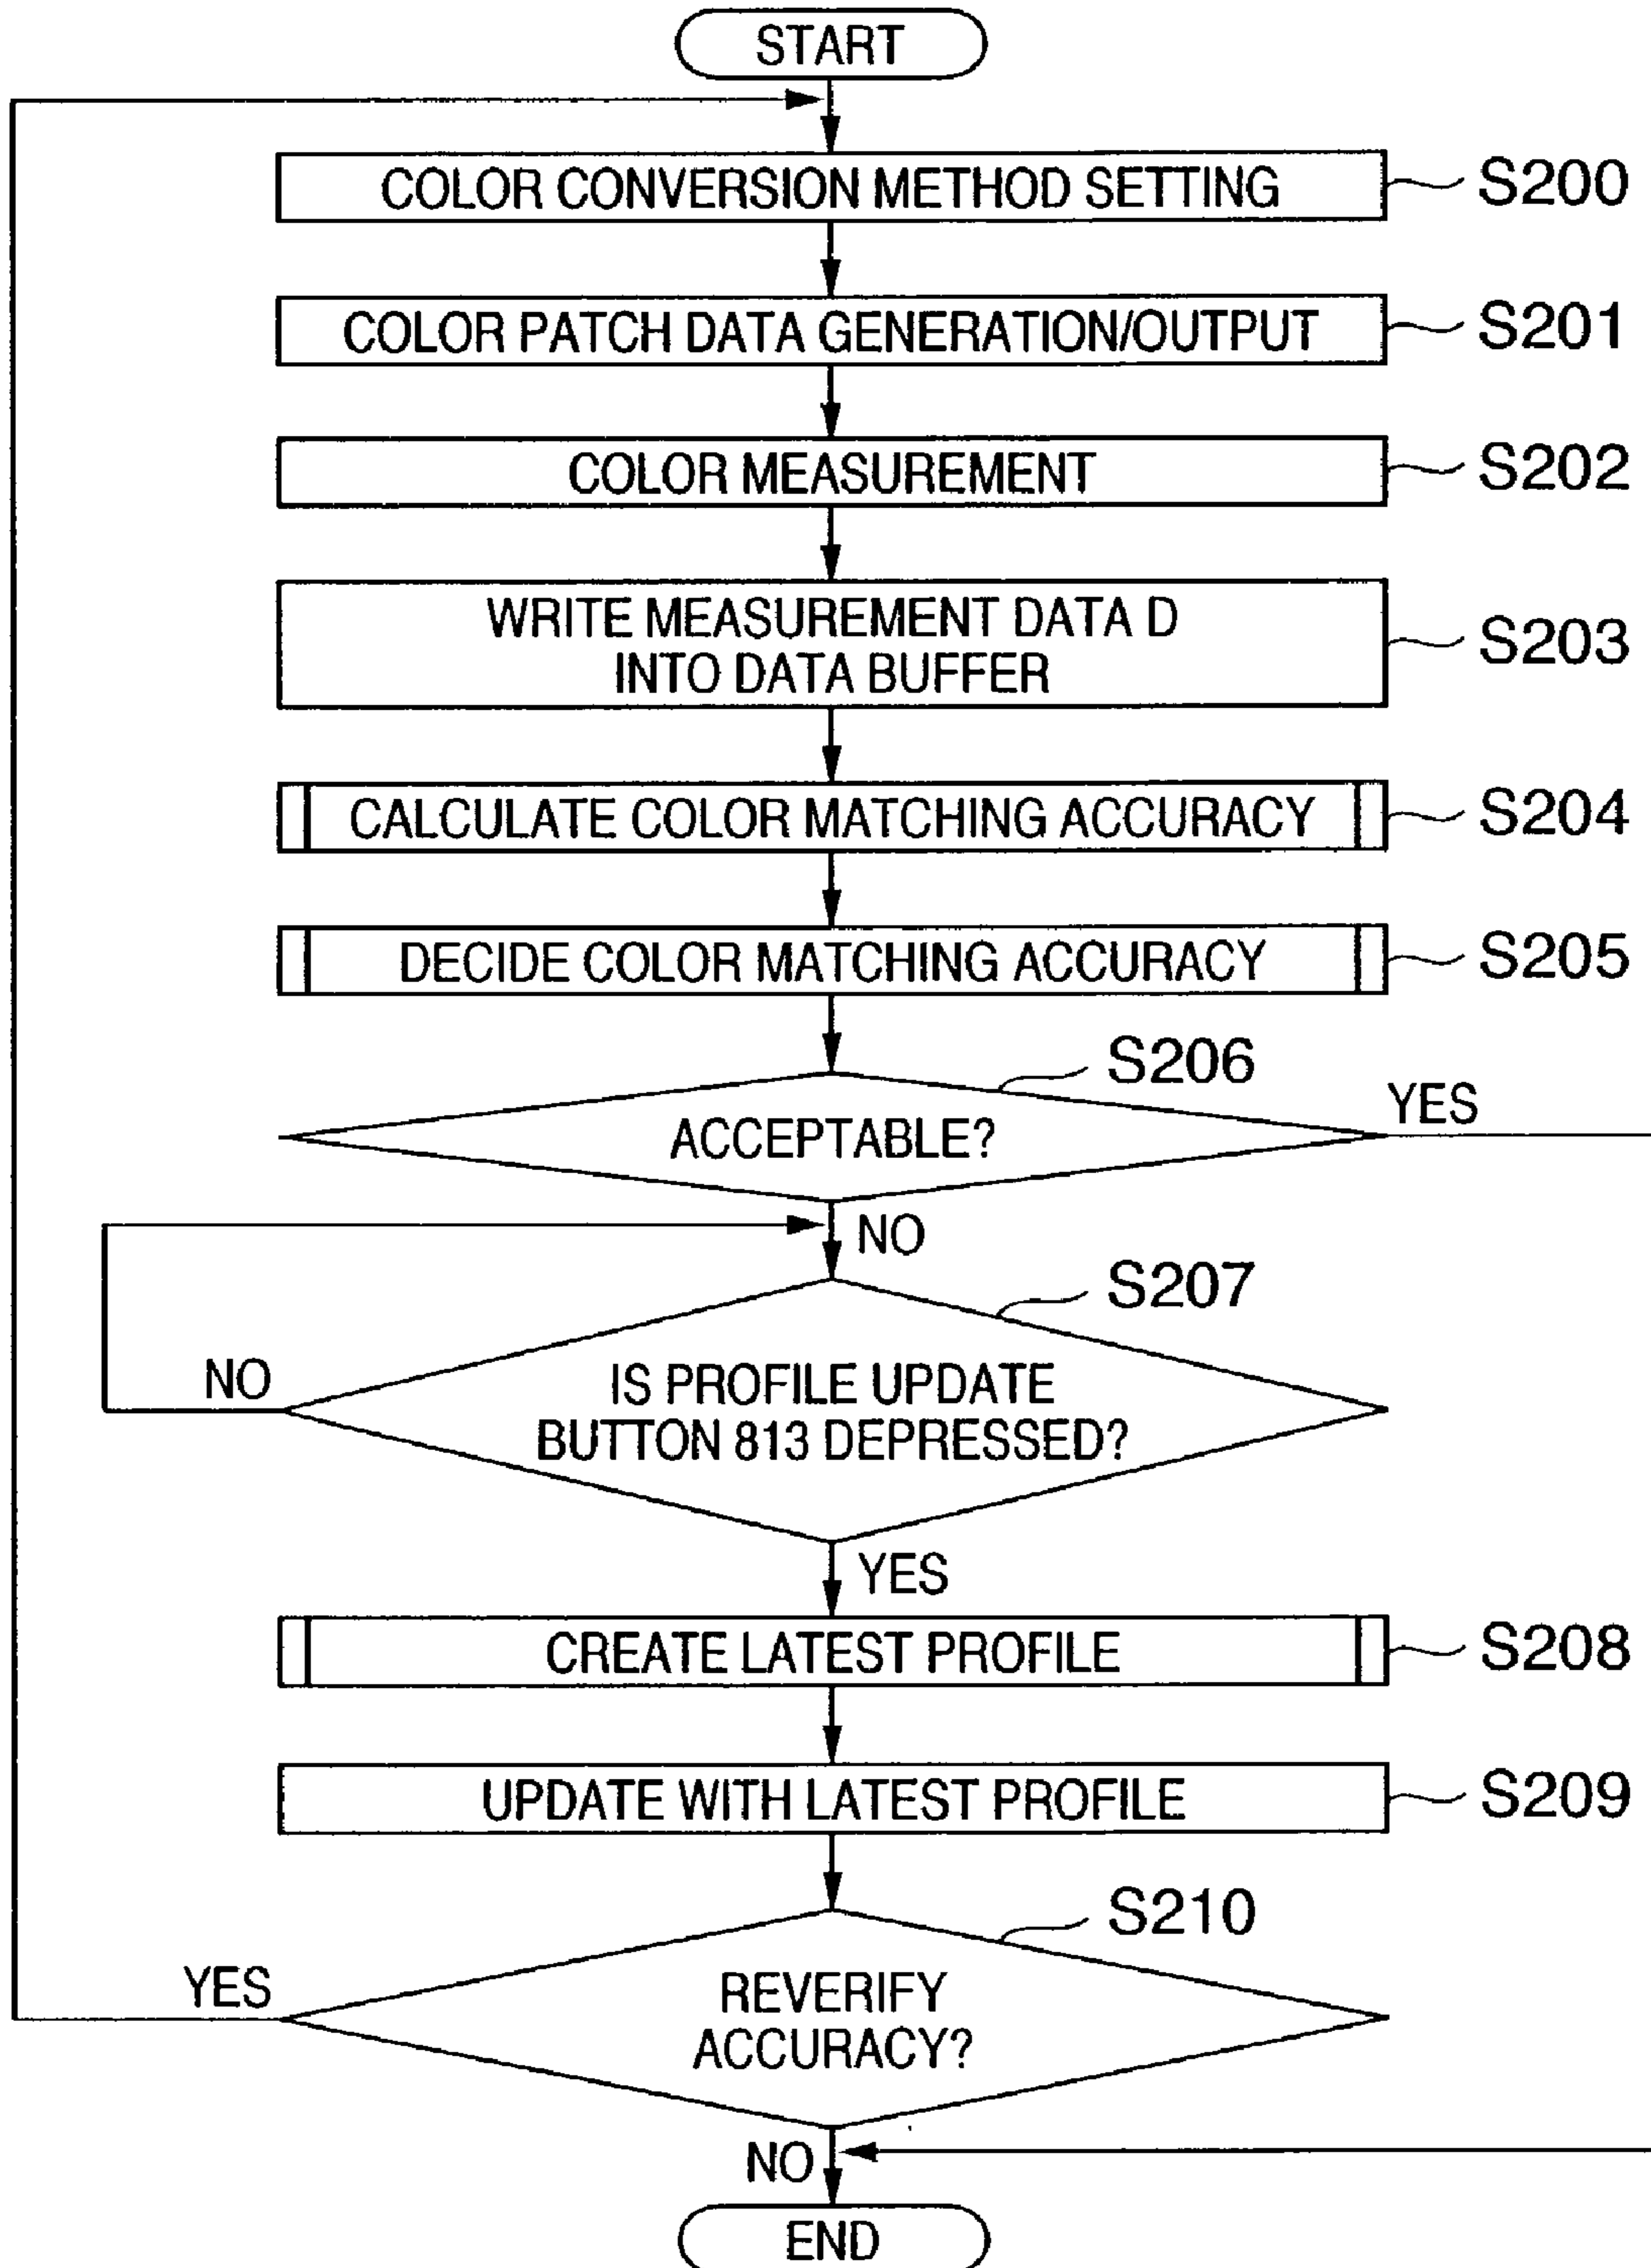 START
COLOR CONVERSION METHOD SETTING
S200
COLOR PATCH DATA GENERATION/OUTPUT
S201
COLOR MEASUREMENT
S202
WRITE MEASUREMENT DATA D
INTO DATA BUFFER
S203
CALCULATE COLOR MATCHING ACCURACY
S204
DECIDE COLOR MATCHING ACCURACY
S205
S206
ACCEPTABLE?
YES
NO
S207
IS PROFILE UPDATE
BUTTON 813 DEPRESSED?
NO
YES
CREATE LATEST PROFILE
S208
UPDATE WITH LATEST PROFILE
S209
S210
REVERIFY
ACCURACY?
YES
NO
END